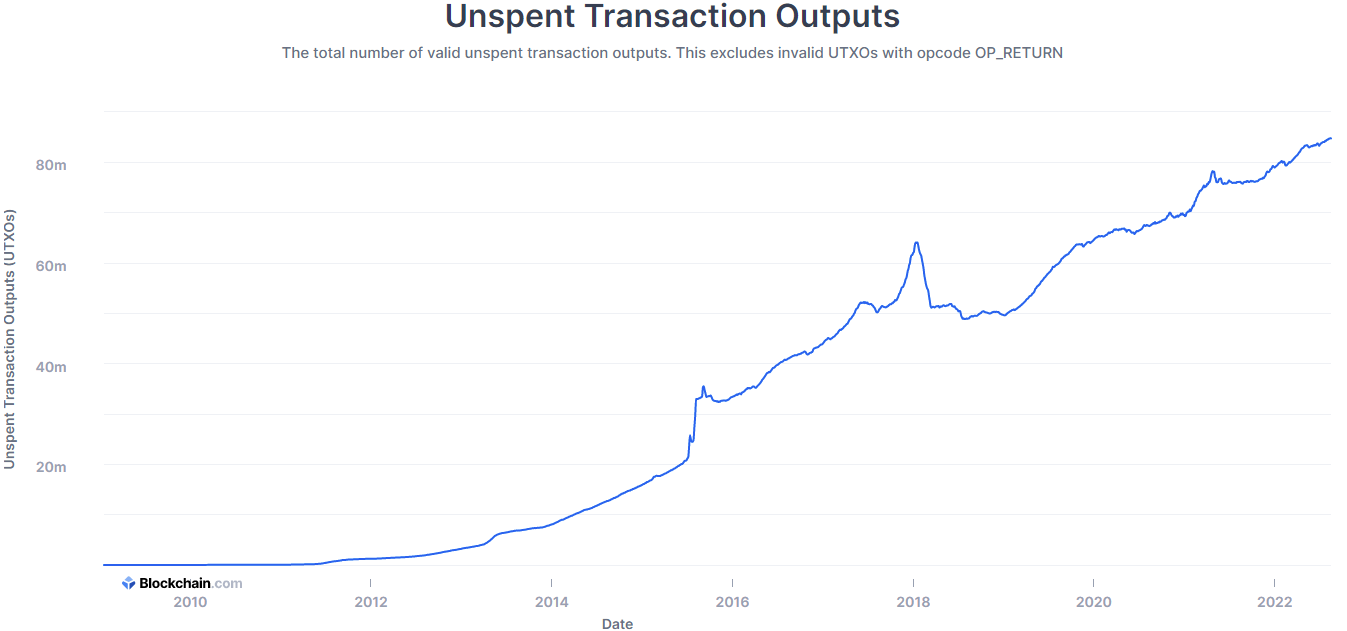 Unspent Transaction Outputs
The total number of valid unspent transaction outputs. This excludes invalid UTXOs with opcode OP_RETURN
Unspent Transaction Outputs (UTXOs)
80m
60m
40m
20m
Blockchain.com
2010
2012
2014
2016
2018
2020
2022
Date